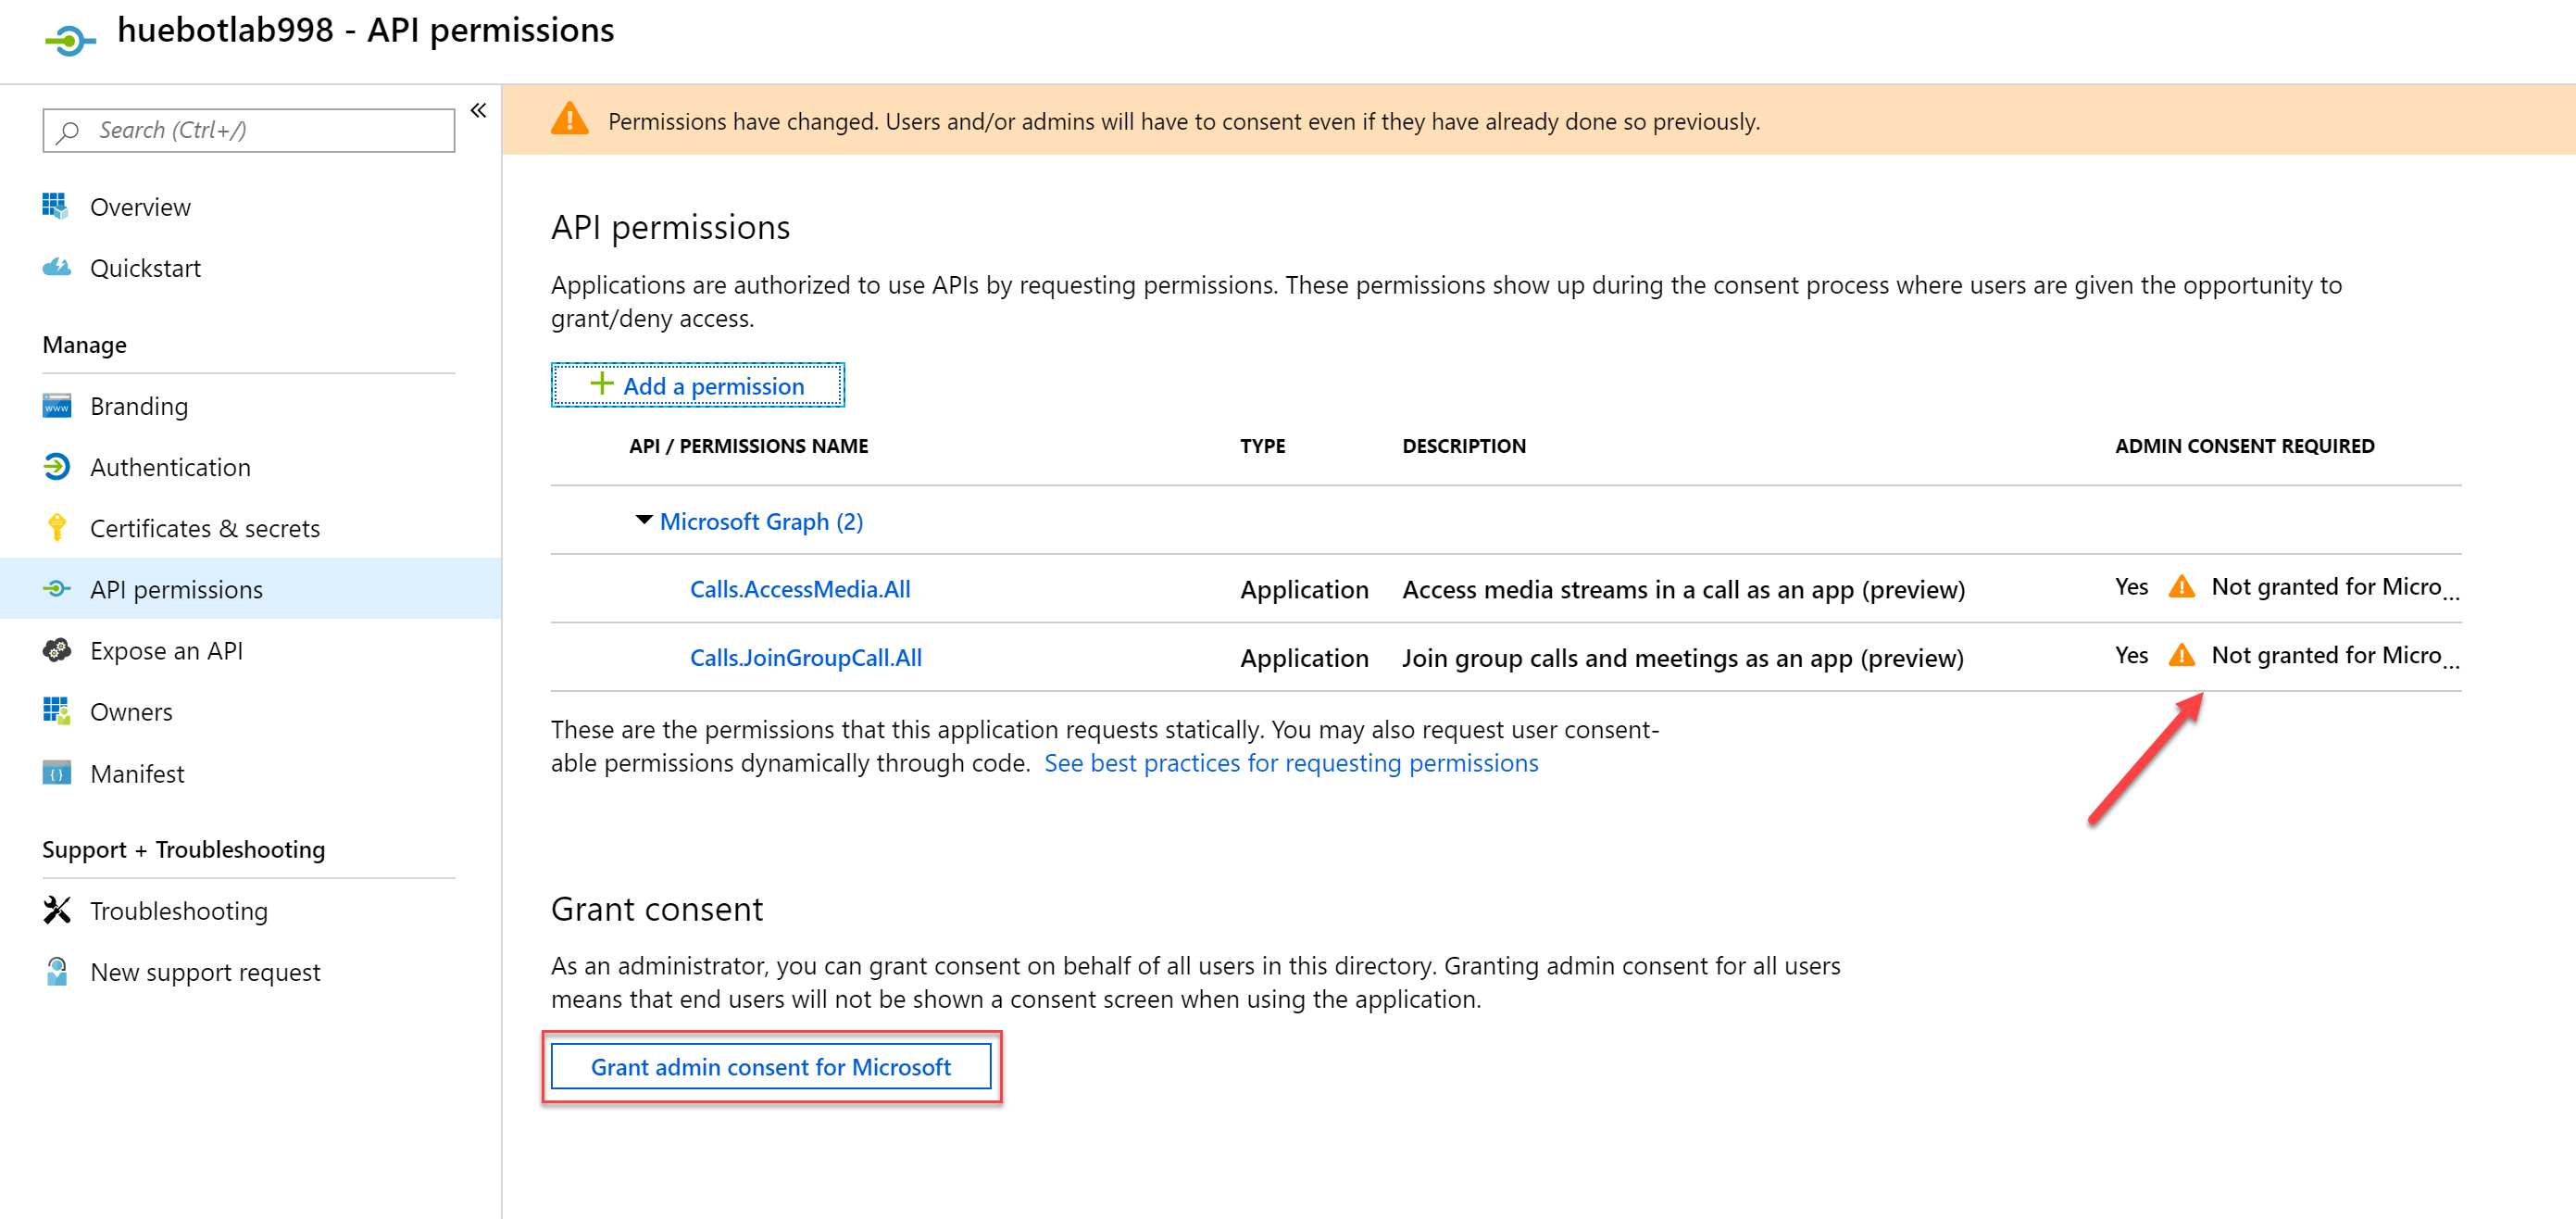 huebotlab998 - API permissions
Search (Ctrl+/)
«
Overview
Quickstart
Manage
www
Branding
Authentication
Certificates & secrets
API permissions
Expose an API
Owners
Manifest
Support + Troubleshooting
Troubleshooting
New support request
Permissions have changed. Users and/or admins will have to consent even if they have already done so previously.
API permissions
Applications are authorized to use APIs by requesting permissions. These permissions show up during the consent process where users are given the opportunity to
grant/deny access.
+ Add a permission
API / PERMISSIONS NAME TYPE DESCRIPTION ADMIN CONSENT REQUIRED
Microsoft Graph (2)
Calls.AccessMedia.All Application Access media streams in a call as an app (preview) Yes Not granted for Micro...
Calls.JoinGroupCall.All Application Join group calls and meetings as an app (preview) Yes Not granted for Micro...
These are the permissions that this application requests statically. You may also request user consent-
able permissions dynamically through code. See best practices for requesting permissions
Grant consent
As an administrator, you can grant consent on behalf of all users in this directory. Granting admin consent for all users
means that end users will not be shown a consent screen when using the application.
Grant admin consent for Microsoft